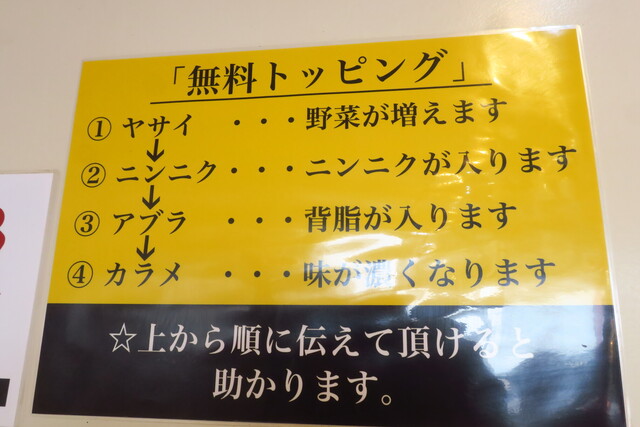 「無料トッピング」
① ヤサイ ・・・野菜が増えます
↓
② ニンニク・・・ニンニクが入ります
↓
③ アブラ ・・・背脂が入ります
↓
④ カラメ ・・・味が濃くなります
☆上から順に伝えて頂けると
助かります。